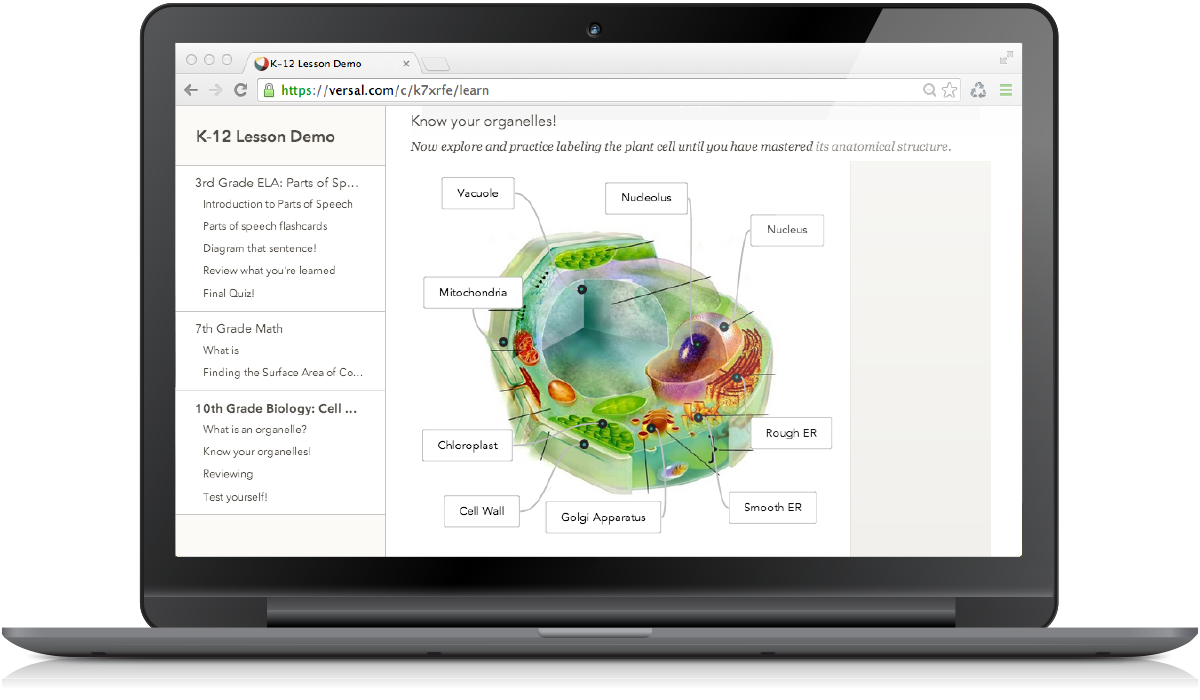 K-12 Lesson Demo
https://versal.com/c/k7xrfe/learn
K-12 Lesson Demo
3rd Grade ELA: Parts of Sp...
Introduction to Parts of Speech
Parts of speech flashcards
Diagram that sentence!
Review what you're learned
Final Quiz!
7th Grade Math
What is
Finding the Surface Area of Co...
10th Grade Biology: Cell ...
What is an organelle?
Know your organelles!
Reviewing
Test yourself!
Know your organelles!
Now explore and practice labeling the plant cell until you have mastered its anatomical structure.
Vacuole
Nucleolus
Nucleus
Mitochondria
Chloroplast
Rough ER
Cell Wall
Golgi Apparatus
Smooth ER